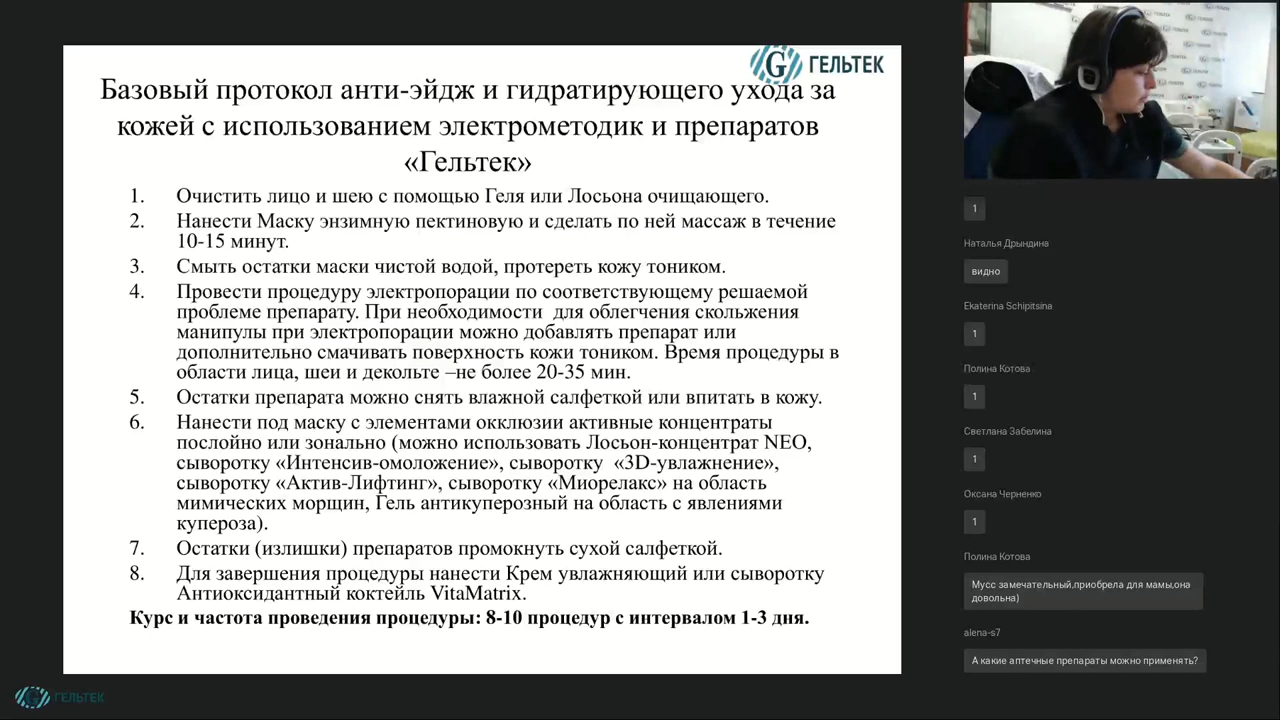 ГЕЛЬТЕК
Базовый протокол анти-эйдж и гидратирующего ухода за
кожей с использованием электрометодик и препаратов
«Гельтек»
1. Очистить лицо и шею с помощью Геля или Лосьона очищающего.
2. Нанести Маску энзимную пектиновую и сделать по ней массаж в течение
10-15 минут.
3. Смыть остатки маски чистой водой, протереть кожу тоником.
4. Провести процедуру электропорации по соответствующему решаемой
проблеме препарату. При необходимости для облегчения скольжения
манипулы при электропорации можно добавлять препарат или
дополнительно смачивать поверхность кожи тоником. Время процедуры в
области лица, шеи и декольте –не более 20-35 мин.
5. Остатки препарата можно снять влажной салфеткой или впитать в кожу.
6. Нанести под маску с элементами окклюзии активные концентраты
послойно или зонально (можно использовать Лосьон-концентрат NEO,
сыворотку «Интенсив-омоложение», сыворотку «3D-увлажнение»,
сыворотку «Актив-Лифтинг», сыворотку «Миорелакс» на область
мимических морщин, Гель антикуперозный на область с явлениями
купероза).
7. Остатки (излишки) препаратов промокнуть сухой салфеткой.
8. Для завершения процедуры нанести Крем увлажняющий или сыворотку
Антиоксидантный коктейль VitaMatrix.
Курс и частота проведения процедуры: 8-10 процедур с интервалом 1-3 дня.
ГЕЛЬТЕК
1
Наталья Дрындина
видно
Ekaterina Schipitsina
1
Полина Котова
1
Светлана Забелина
1
Оксана Черненко
1
Полина Котова
Мусс замечательный,приобрела для мамы,она
довольна)
alena-s7
А какие аптечные препараты можно применять?